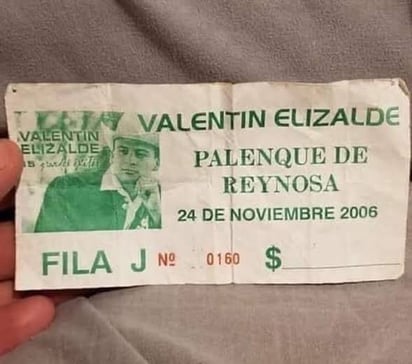 VALENTIN ELIZALDE
VALENTIN
ELIZALDE
PALENQUE DE
REYNOSA
24 DE NOVIEMBRE 2006
FILA J Nº 0160 $